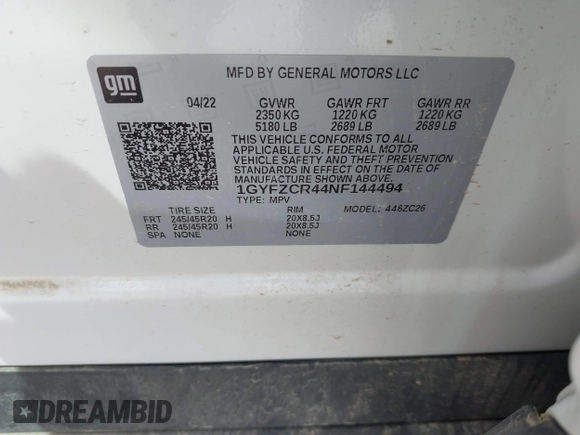 gm
MFD BY GENERAL MOTORS LLC
04/22 GVWR GAWR FRT GAWR RR
2350 KG 1220 KG 1220 KG
5180 LB 2689 LB 2689 LB
THIS VEHICLE CONFORMS TO ALL
APPLICABLE U.S. FEDERAL MOTOR
VEHICLE SAFETY AND THEFT PREVENTION
STANDARDS IN EFFECT ON THE DATE OF
MANUFACTURE SHOWN ABOVE.
1GYFZCR44NF144494
TYPE: MPV
TIRE SIZE RIM MODEL: 446ZC26
FRT 245/45R20 H 20X8.5J
RR 245/45R20 H 20X8.5J
SPA NONE NONE
DREAMBID